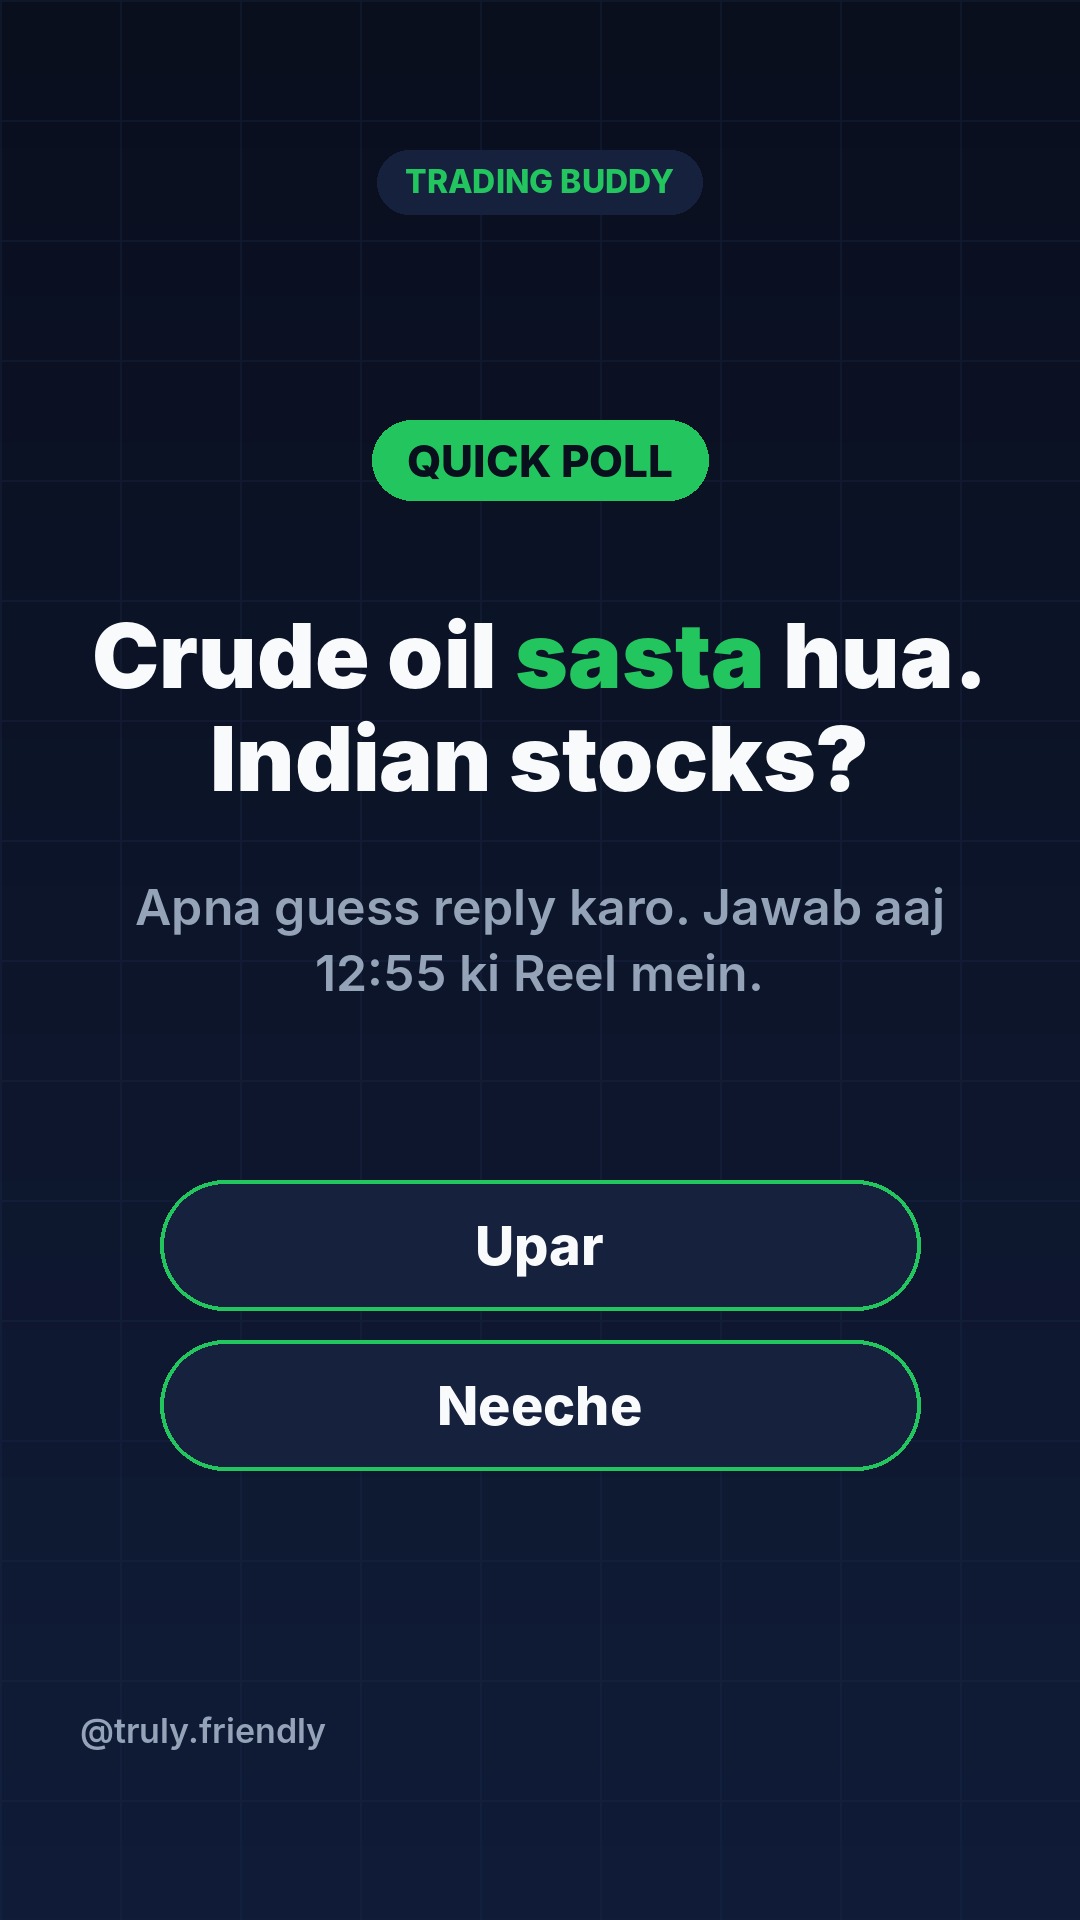 TRADING BUDDY
QUICK POLL
Crude oil sasta hua.
Indian stocks?
Apna guess reply karo. Jawab aaj
12:55 ki Reel mein.
Upar
Neeche
@truly.friendly